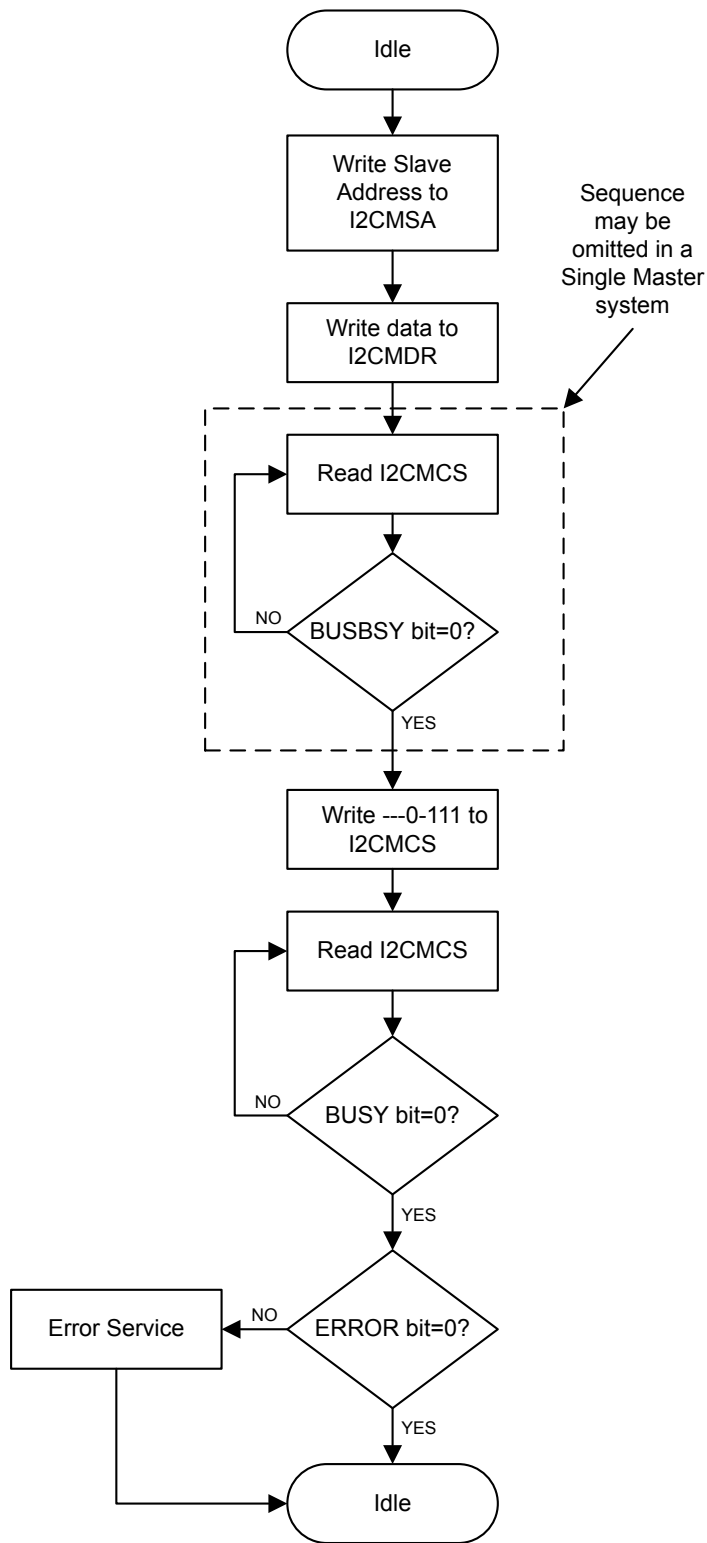 Idle
Write Slave
Address to
I2CMSA
Sequence
may be
omitted in a
Single Master
system
Write data to
I2CMDR
Read I2CMCS
NO
BUSBSY bit=0?
YES
Write ---0-111 to
I2CMCS
Read I2CMCS
NO
BUSY bit=0?
YES
Error Service
NO
ERROR bit=0?
YES
Idle